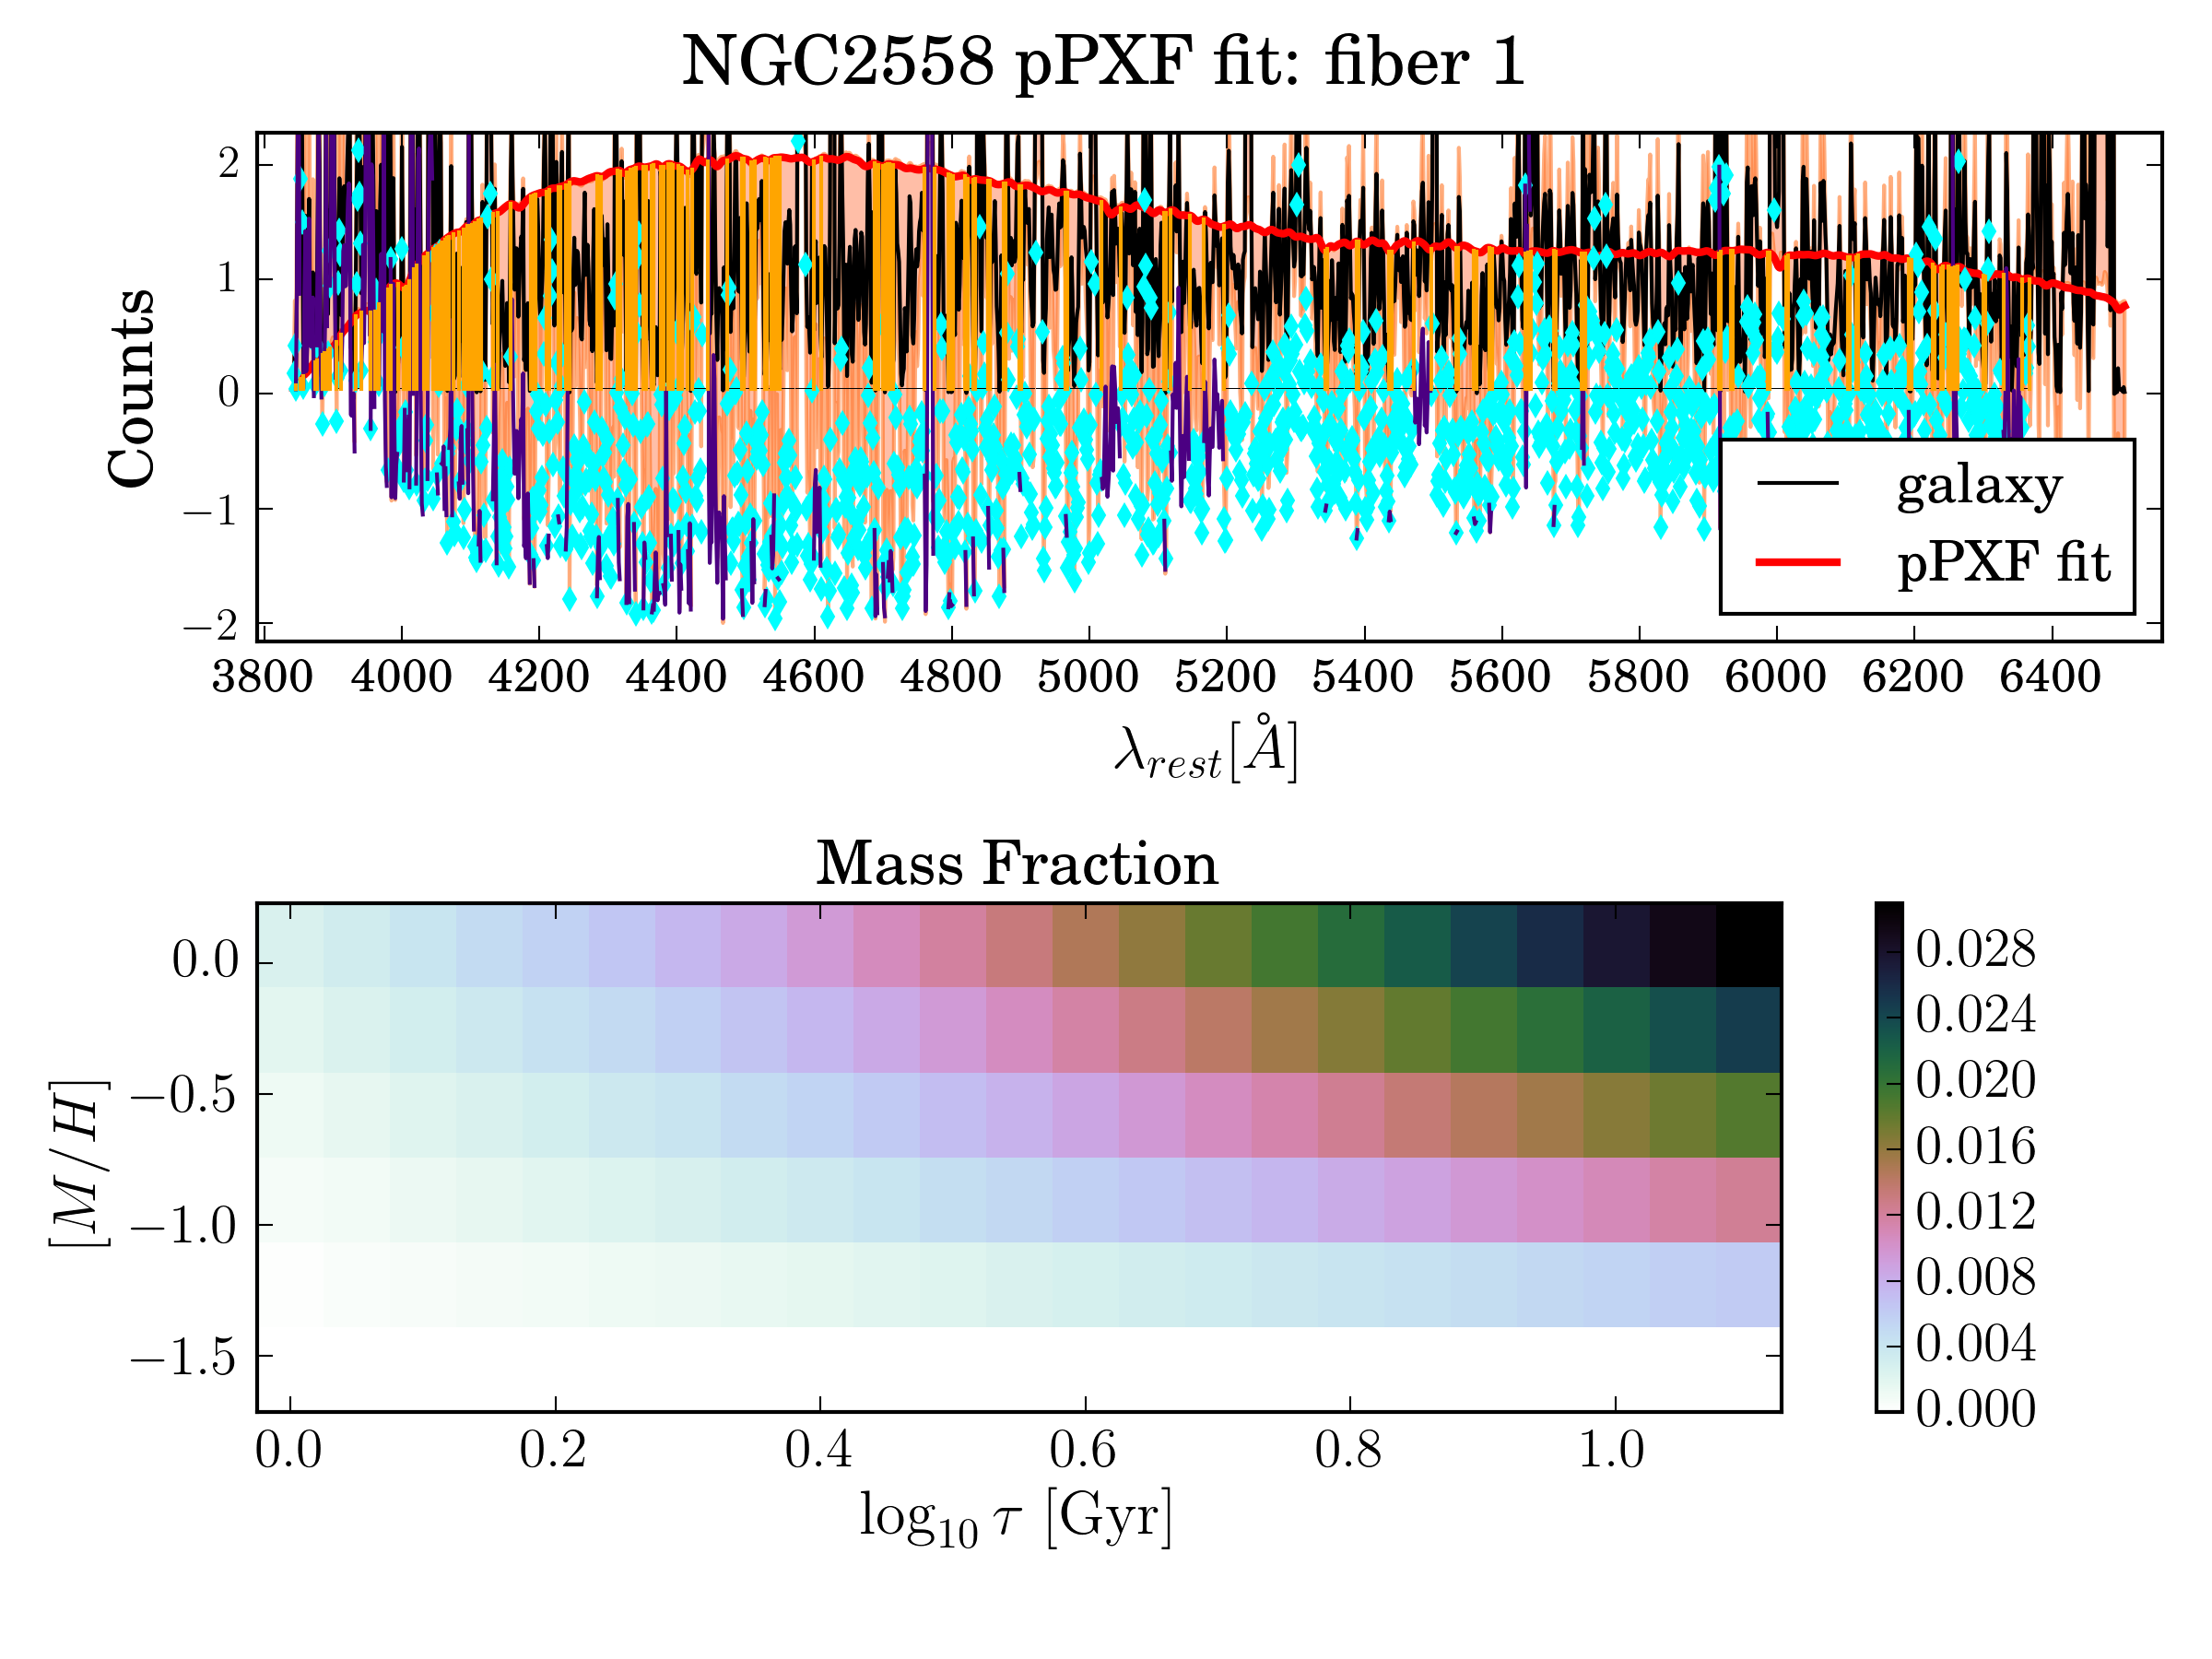 NGC2558 pPXF fit: fiber 1
2
1
0
−1
−2
Counts
galaxy
pPXF fit
3800 4000 4200 4400 4600 4800 5000 5200 5400 5600 5800 6000 6200 6400
λrest[Å]
Mass Fraction
0.0
−0.5
−1.0
−1.5
[M/H]
0.0 0.2 0.4 0.6 0.8 1.0
log10 τ [Gyr]
0.028
0.024
0.020
0.016
0.012
0.008
0.004
0.000